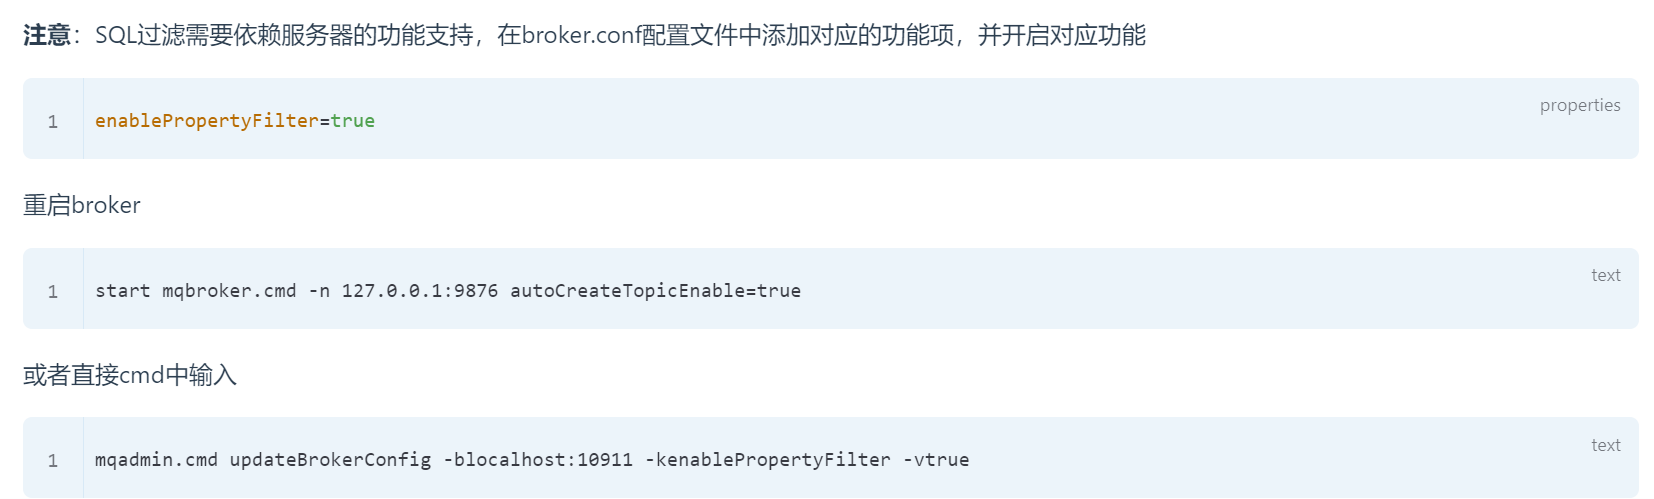 注意：SQL过滤需要依赖服务器的功能支持，在broker.conf配置文件中添加对应的功能项，并开启对应功能
properties
1 enablePropertyFilter=true
重启broker
text
1 start mqbroker.cmd -n 127.0.0.1:9876 autoCreateTopicEnable=true
或者直接cmd中输入
text
1 mqadmin.cmd updateBrokerConfig -blocalhost:10911 -kenablePropertyFilter -vtrue